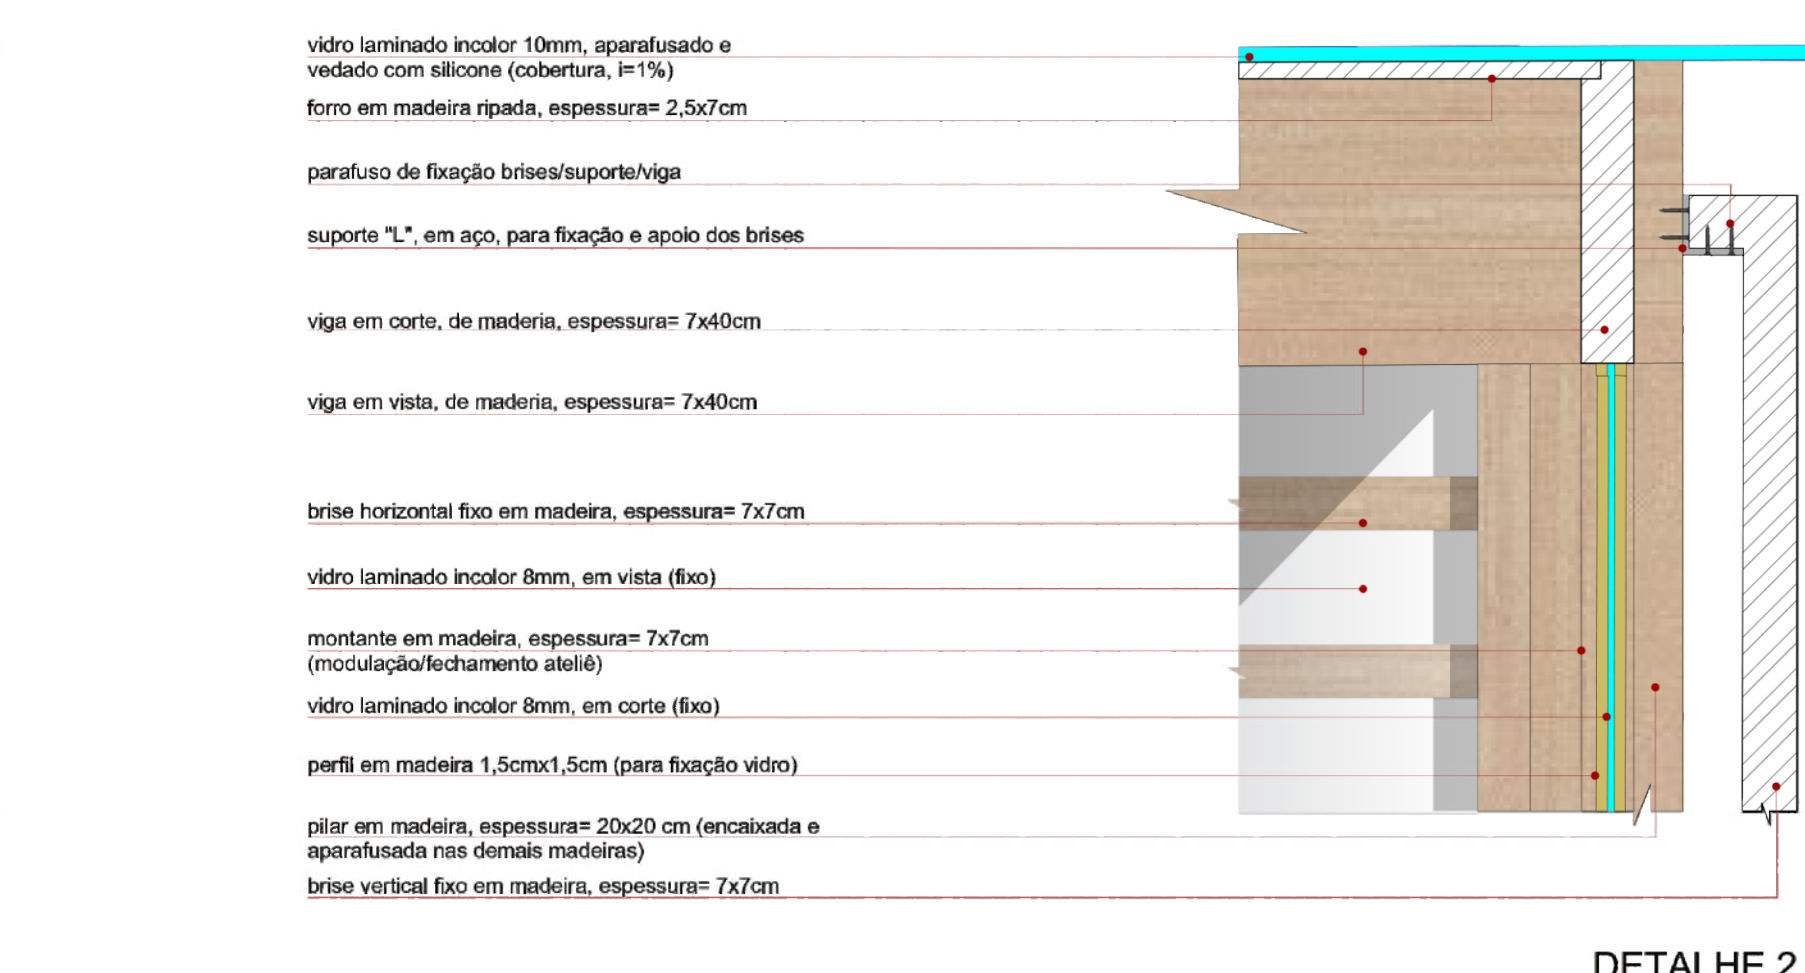 vidro laminado incolor 10mm, aparafusado e
vedado com silicone (cobertura, i=1%)
forro em madeira ripada, espessura= 2,5x7cm
parafuso de fixação brises/suporte/viga
suporte "L", em aço, para fixação e apoio dos brises
viga em corte, de maderia, espessura= 7x40cm
viga em vista, de maderia, espessura= 7x40cm
brise horizontal fixo em madeira, espessura= 7x7cm
vidro laminado incolor 8mm, em vista (fixo)
montante em madeira, espessura= 7x7cm
(modulação/fechamento ateliê)
vidro laminado incolor 8mm, em corte (fixo)
perfil em madeira 1,5cmx1,5cm (para fixação vidro)
pilar em madeira, espessura= 20x20 cm (encaixada e
aparafusada nas demais madeiras)
brise vertical fixo em madeira, espessura= 7x7cm
DETALHE 2